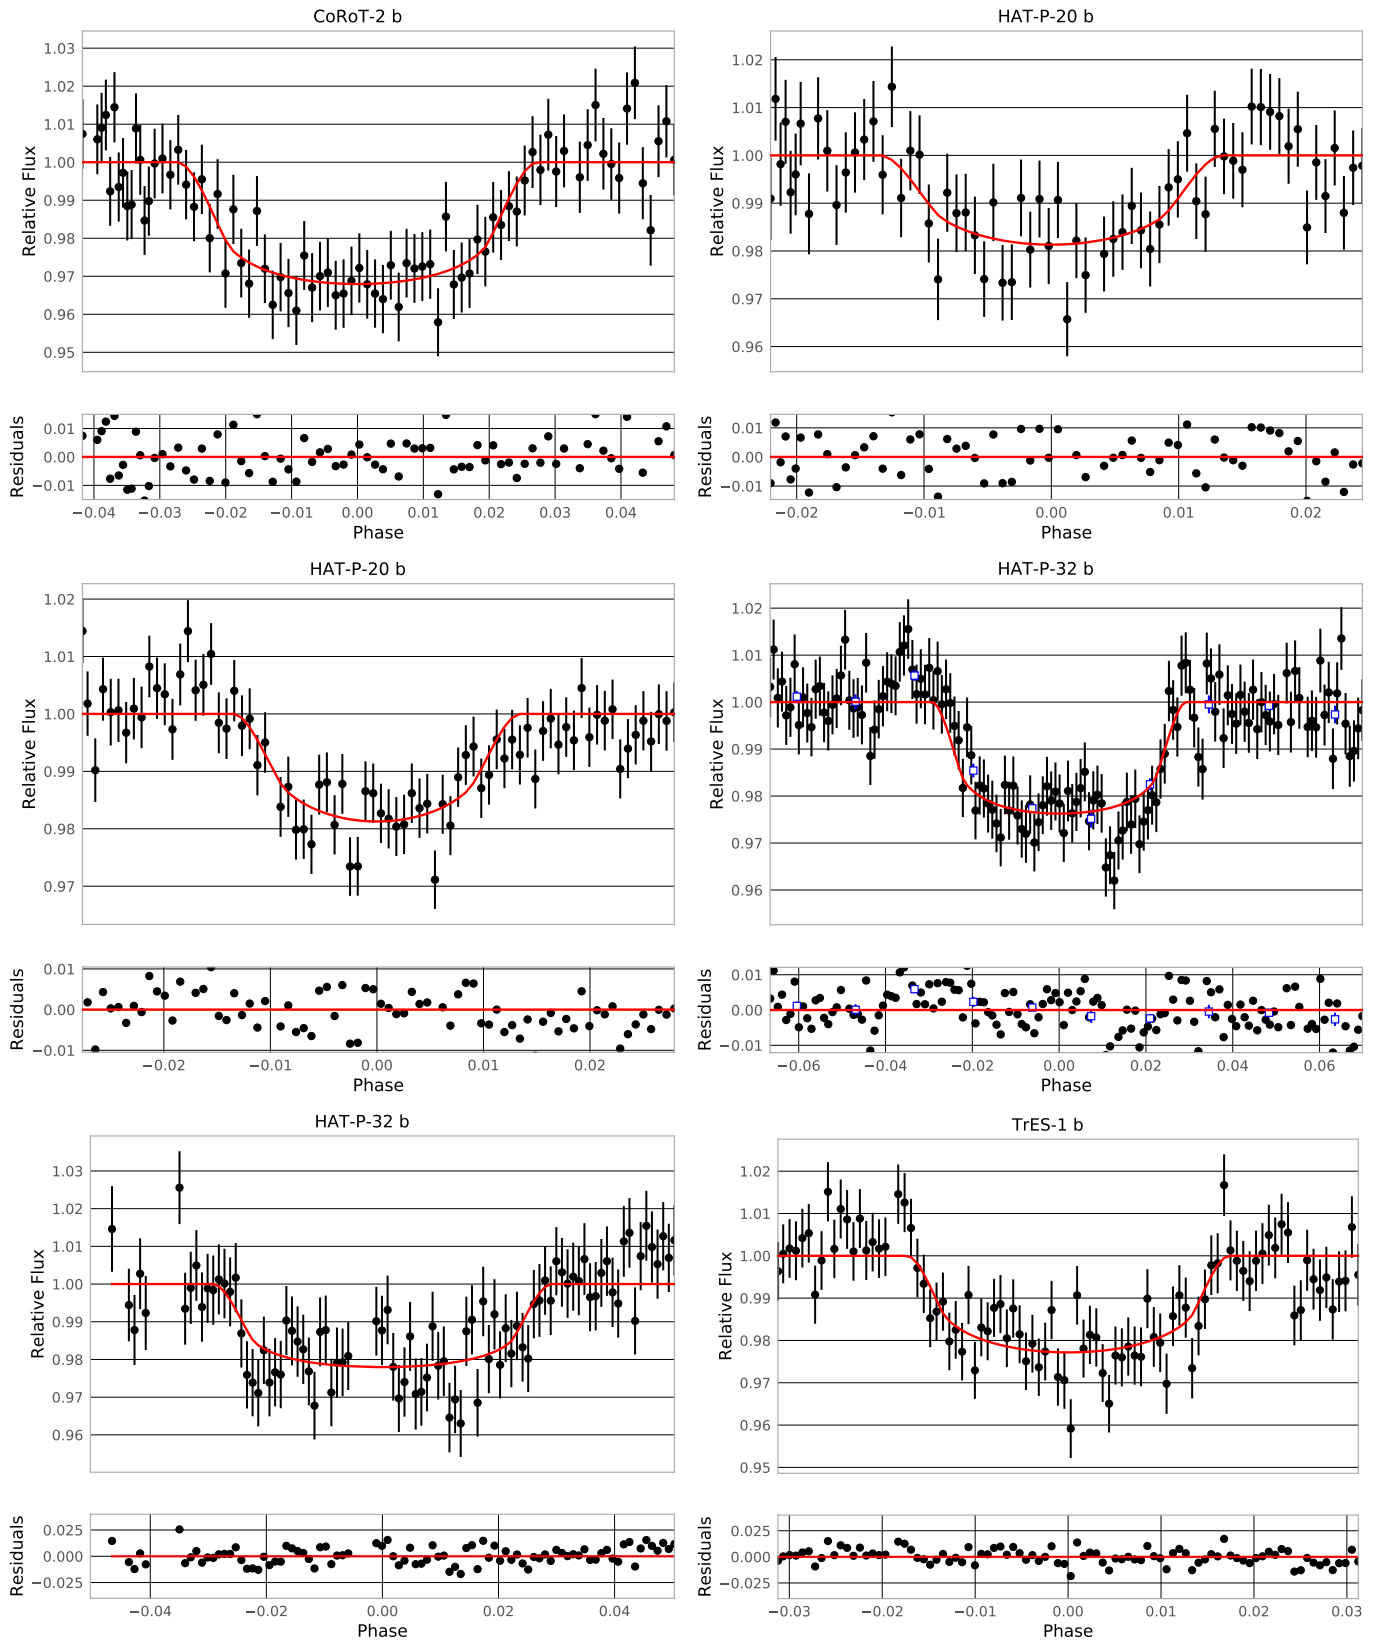 CoRoT-2 b
1.03
1.02
1.01
1.00
0.99
0.98
0.97
0.96
0.95
Relative Flux
0.01
0.00
−0.01
Residuals
−0.04 −0.03 −0.02 −0.01 0.00 0.01 0.02 0.03 0.04
Phase
HAT-P-20 b
1.02
1.01
1.00
0.99
0.98
0.97
0.96
Relative Flux
0.01
0.00
−0.01
Residuals
−0.02 −0.01 0.00 0.01 0.02
Phase
HAT-P-20 b
1.02
1.01
1.00
0.99
0.98
0.97
Relative Flux
0.01
0.00
−0.01
Residuals
−0.02 −0.01 0.00 0.01 0.02
Phase
HAT-P-32 b
1.02
1.01
1.00
0.99
0.98
0.97
0.96
Relative Flux
0.01
0.00
−0.01
Residuals
−0.06 −0.04 −0.02 0.00 0.02 0.04 0.06
Phase
HAT-P-32 b
1.03
1.02
1.01
1.00
0.99
0.98
0.97
0.96
Relative Flux
0.025
0.000
−0.025
Residuals
−0.04 −0.02 0.00 0.02 0.04
Phase
TrES-1 b
1.02
1.01
1.00
0.99
0.98
0.97
0.96
0.95
Relative Flux
0.025
0.000
−0.025
Residuals
−0.03 −0.02 −0.01 0.00 0.01 0.02 0.03
Phase